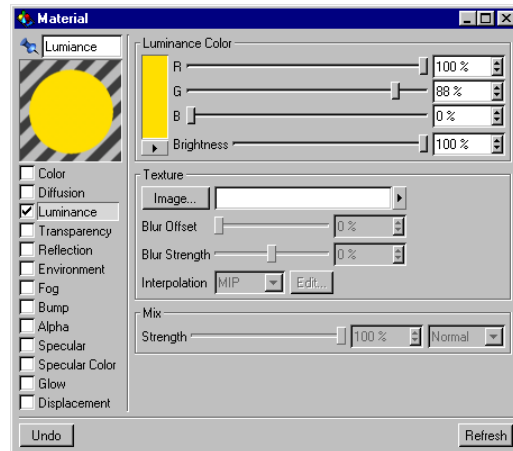 Material
Lumiance
Luminance Color
R 100 %
G 88 %
B 0 %
Brightness 100 %
Color
Diffusion
Luminance
Transparency
Reflection
Environment
Fog
Bump
Alpha
Specular
Specular Color
Glow
Displacement
Texture
Image...
Blur Offset 0 %
Blur Strength 0 %
Interpolation MIP Edit...
Mix
Strength 100 % Normal
Undo Refresh